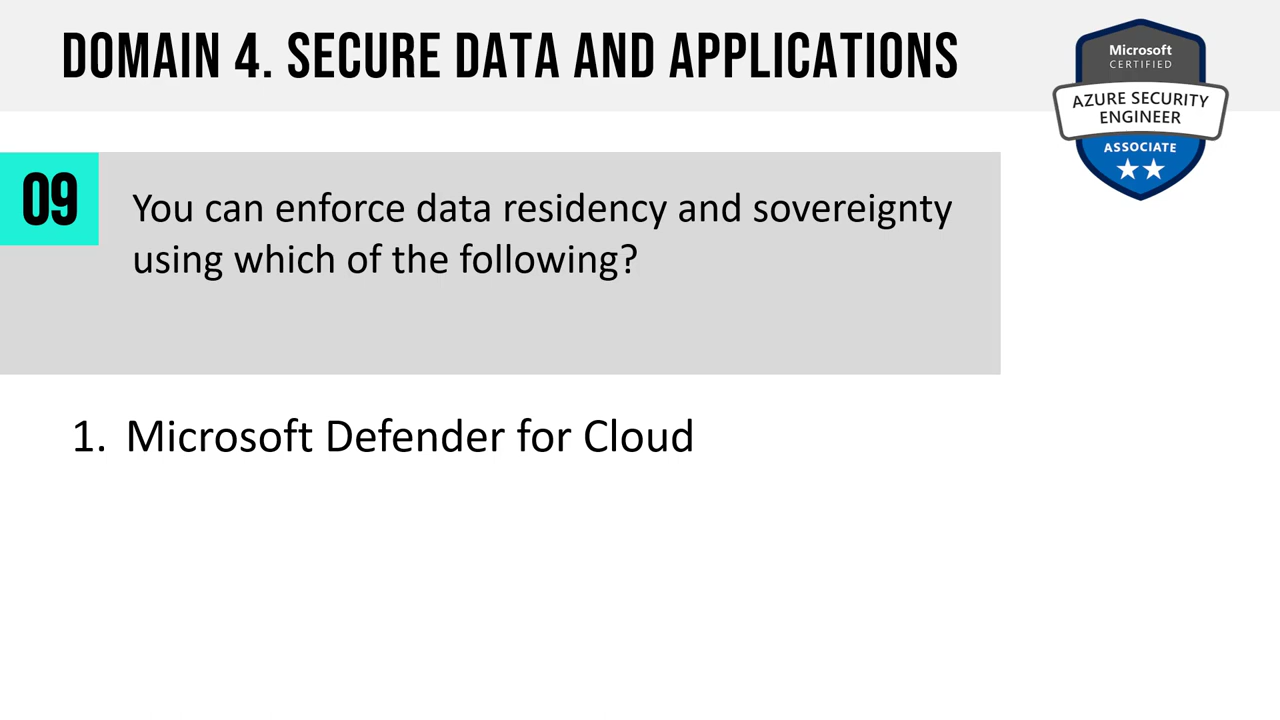 DOMAIN 4. SECURE DATA AND APPLICATIONS
Microsoft
CERTIFIED
AZURE SECURITY
ENGINEER
ASSOCIATE
09
You can enforce data residency and sovereignty
using which of the following?
1. Microsoft Defender for Cloud